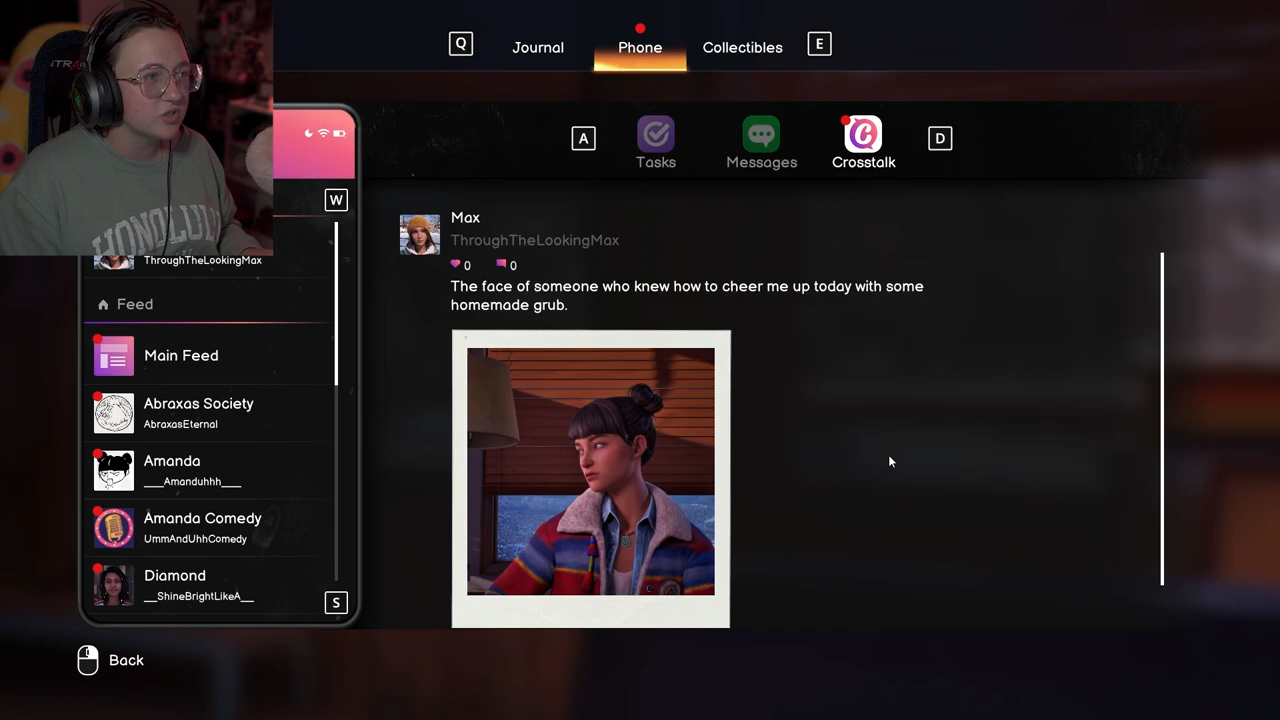 Q
Journal
Phone
Collectibles
E
A
Tasks
Messages
Crosstalk
D
HONOLULU
W
ThroughTheLookingMax
Feed
Main Feed
Abraxas Society
AbraxasEternal
Amanda
___Amanduhhh___
Amanda Comedy
UmmAndUhhComedy
Diamond
__ShineBrightLikeA__
S
Max
ThroughTheLookingMax
0 0
The face of someone who knew how to cheer me up today with some
homemade grub.
Back